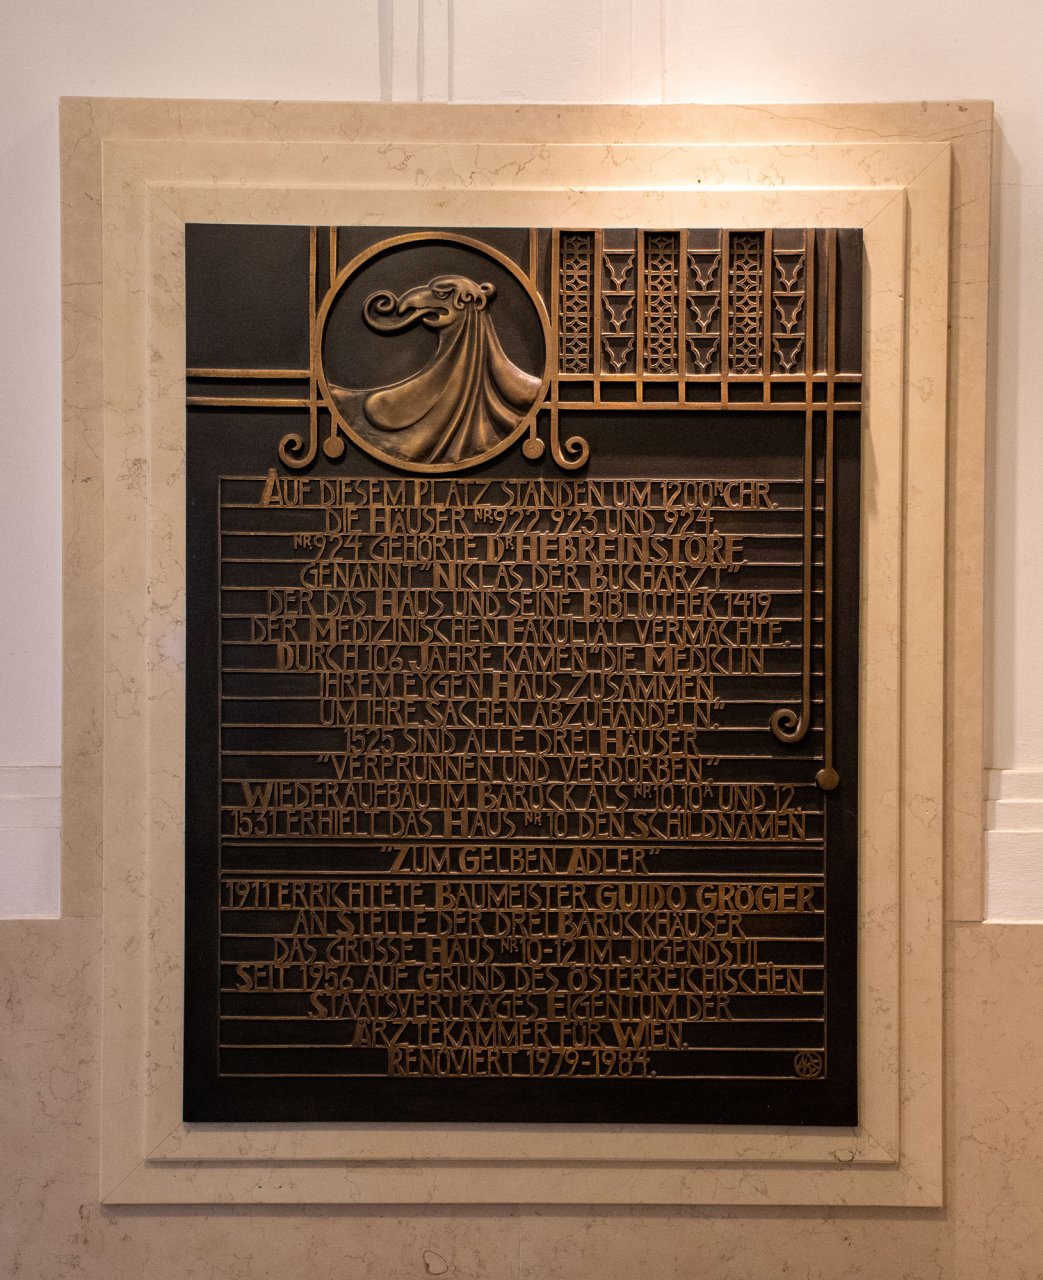 AUF DIESEM PLATZ STANDEN UM 1200 N CHR.
DIE HÄUSER NR 922, 923 UND 924.
NR 924 GEHÖRTE DR HEBREINSTORF,
GENANNT "NIKLAS DER BUCHARZT",
DER DAS HAUS UND SEINE BIBLIOTHEK 1419
DER MEDIZINISCHEN FAKULTÄT VERMACHTE.
DURCH 106 JAHRE KAMEN "DIE MEDICI IN
IHREM EYGEN HAUS ZUSAMMEN,
UM IHRE SACHEN ABZUHANDELN".
1525 SIND ALLE DREI HÄUSER
"VERPRUNNEN UND VERDORBEN"
WIEDERAUFBAU IM BAROCK ALS NR 10, 10A UND 12.
1531 ERHIELT DAS HAUS NR 10 DEN SCHILDNAMEN
"ZUM GELBEN ADLER"
1911 ERRICHTETE BAUMEISTER GUIDO GRÖGER
AN STELLE DER DREI BAROCKHÄUSER
DAS GROSSE HAUS NR 10-12 IM JUGENDSTIL.
SEIT 1956 AUF GRUND DES ÖSTERREICHISCHEN
STAATSVERTRAGES EIGENTUM DER
ÄRZTEKAMMER FÜR WIEN.
RENOVIERT 1979-1984.